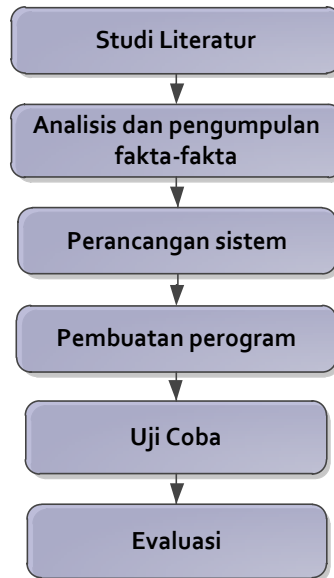 Studi Literatur
Analisis dan pengumpulan
fakta-fakta
Perancangan sistem
Pembuatan perogram
Uji Coba
Evaluasi